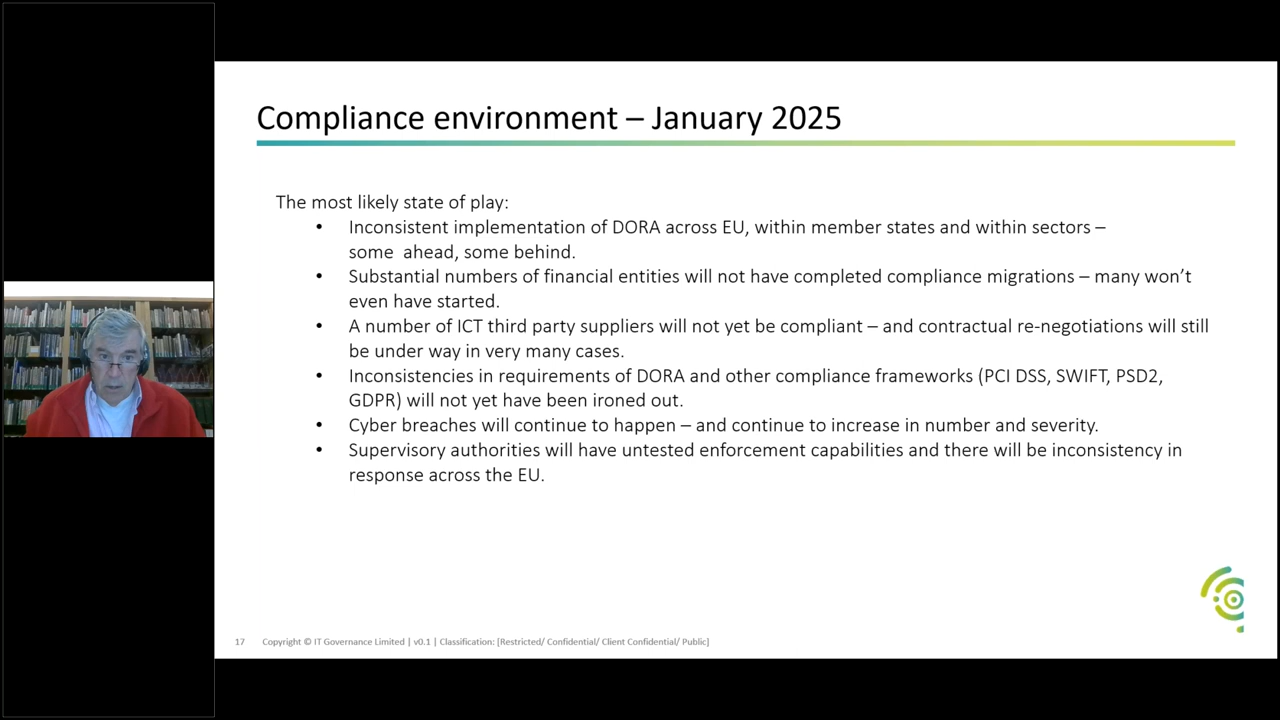 Compliance environment – January 2025
The most likely state of play:
• Inconsistent implementation of DORA across EU, within member states and within sectors –
some  ahead, some behind.
• Substantial numbers of financial entities will not have completed compliance migrations – many won't
even have started.
• A number of ICT third party suppliers will not yet be compliant – and contractual re-negotiations will still
be under way in very many cases.
• Inconsistencies in requirements of DORA and other compliance frameworks (PCI DSS, SWIFT, PSD2,
GDPR) will not yet have been ironed out.
• Cyber breaches will continue to happen – and continue to increase in number and severity.
• Supervisory authorities will have untested enforcement capabilities and there will be inconsistency in
response across the EU.
17 Copyright © IT Governance Limited | v0.1 | Classification: [Restricted/ Confidential/ Client Confidential/ Public]